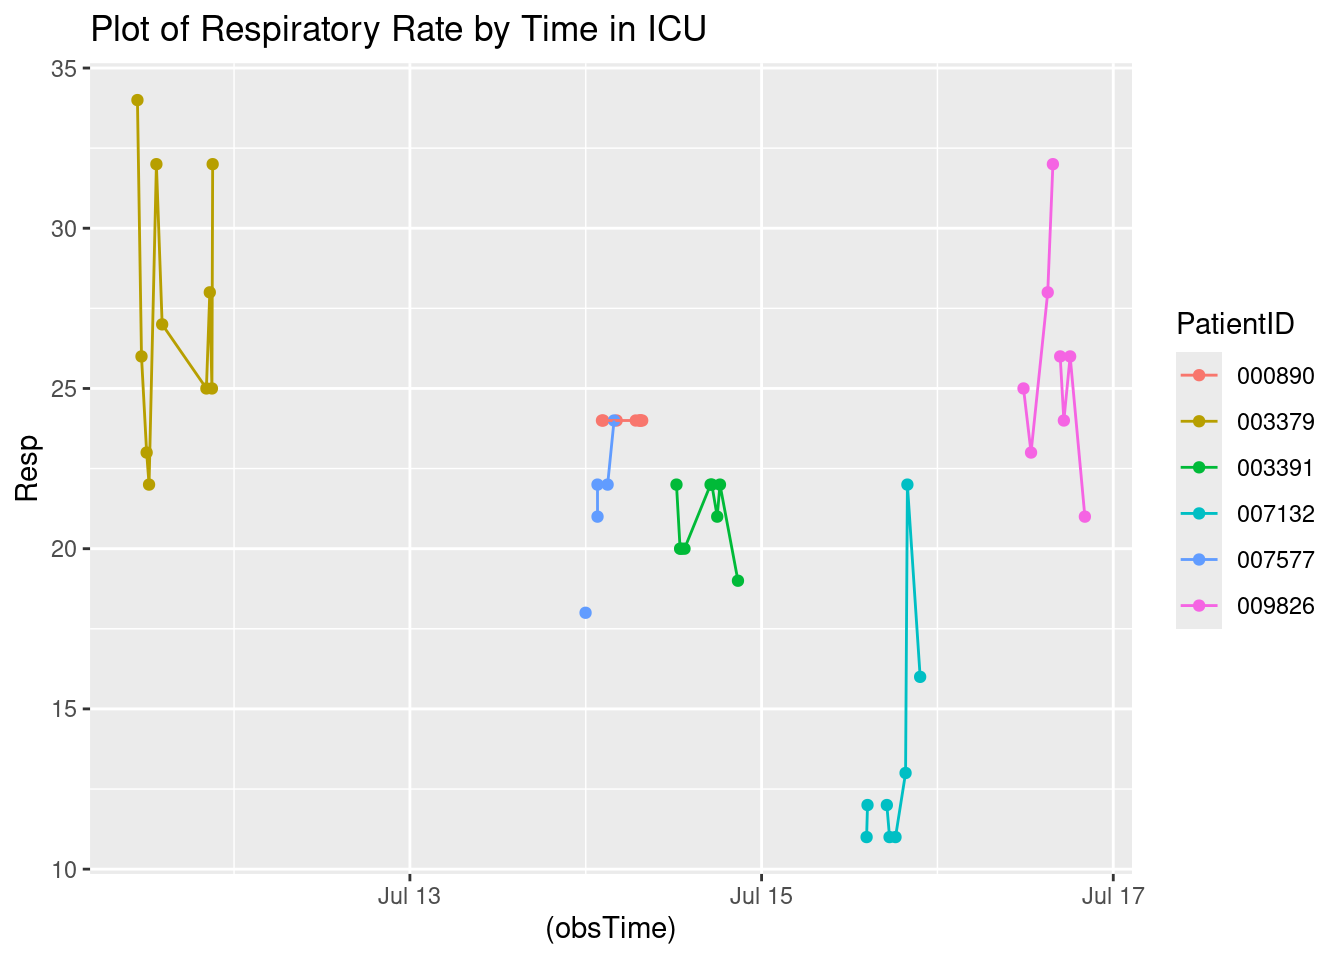 Plot of Respiratory Rate by Time in ICU
35
30
25
20
15
10
Resp
Jul 13
Jul 15
Jul 17
(obsTime)
PatientID
000890
003379
003391
007132
007577
009826